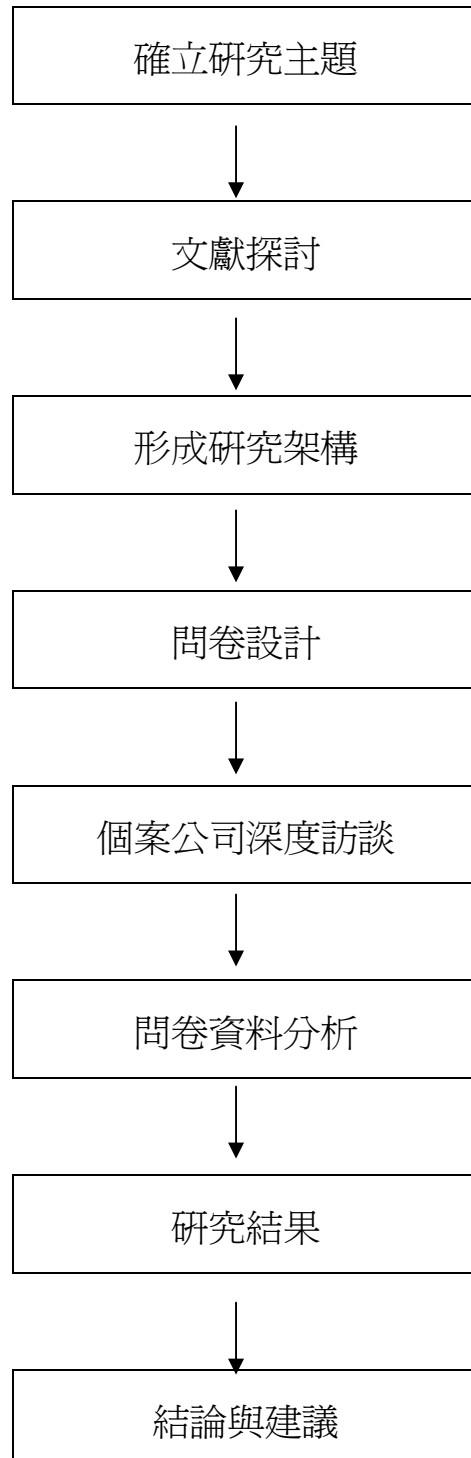 確立研究主題
文獻探討
形成研究架構
問卷設計
個案公司深度訪談
問卷資料分析
研究結果
結論與建議